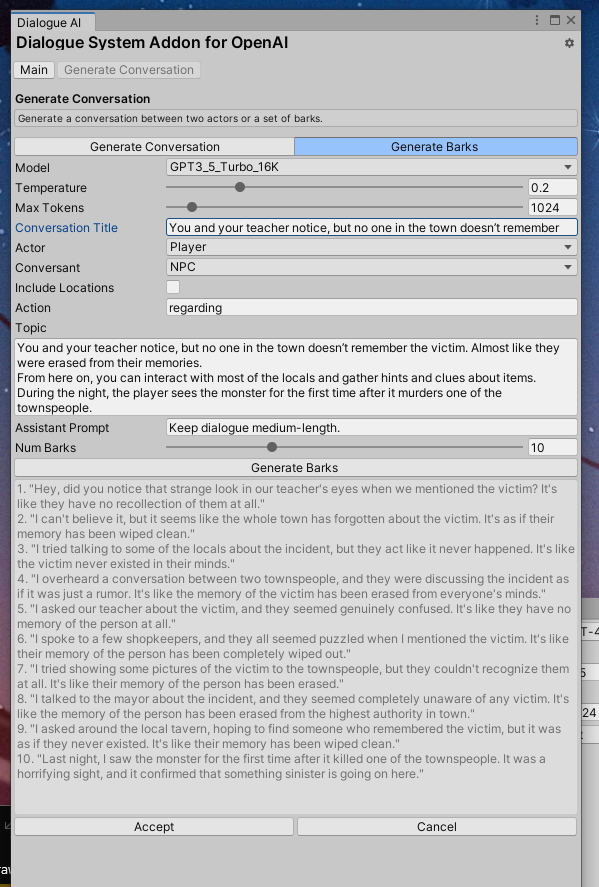 Dialogue AI
Dialogue System Addon for OpenAI
Main
Generate Conversation
Generate Conversation
Generate a conversation between two actors or a set of barks.
Generate Conversation
Generate Barks
Model
GPT3_5_Turbo_16K
Temperature
0.2
Max Tokens
1024
Conversation Title
You and your teacher notice, but no one in the town doesn't remember
Actor
Player
Conversant
NPC
Include Locations
Action
regarding
Topic
You and your teacher notice, but no one in the town doesn't remember the victim. Almost like they
were erased from their memories.
From here on, you can interact with most of the locals and gather hints and clues about items.
During the night, the player sees the monster for the first time after it murders one of the
townspeople.
Assistant Prompt
Keep dialogue medium-length.
Num Barks
10
Generate Barks
1. "Hey, did you notice that strange look in our teacher's eyes when we mentioned the victim? It's
like they have no recollection of them at all."
2. "I can't believe it, but it seems like the whole town has forgotten about the victim. It's as if their
memory has been wiped clean."
3. "I tried talking to some of the locals about the incident, but they act like it never happened. It's like
the victim never existed in their minds."
4. "I overheard a conversation between two townspeople, and they were discussing the incident as
if it was just a rumor. It's like the memory of the victim has been erased from everyone's minds."
5. "I asked our teacher about the victim, and they seemed genuinely confused. It's like they have no
memory of the person at all."
6. "I spoke to a few shopkeepers, and they all seemed puzzled when I mentioned the victim. It's like
their memory of the person has been completely wiped out."
7. "I tried showing some pictures of the victim to the townspeople, but they couldn't recognize them
at all. It's like their memory of the person has been erased."
8. "I talked to the mayor about the incident, and they seemed completely unaware of any victim. It's
like the memory of the person has been erased from the highest authority in town."
9. "I asked around the local tavern, hoping to find someone who remembered the victim, but it was
as if they never existed. It's like their memory has been wiped clean."
10. "Last night, I saw the monster for the first time after it killed one of the townspeople. It was a
horrifying sight, and it confirmed that something sinister is going on here."
Accept
Cancel